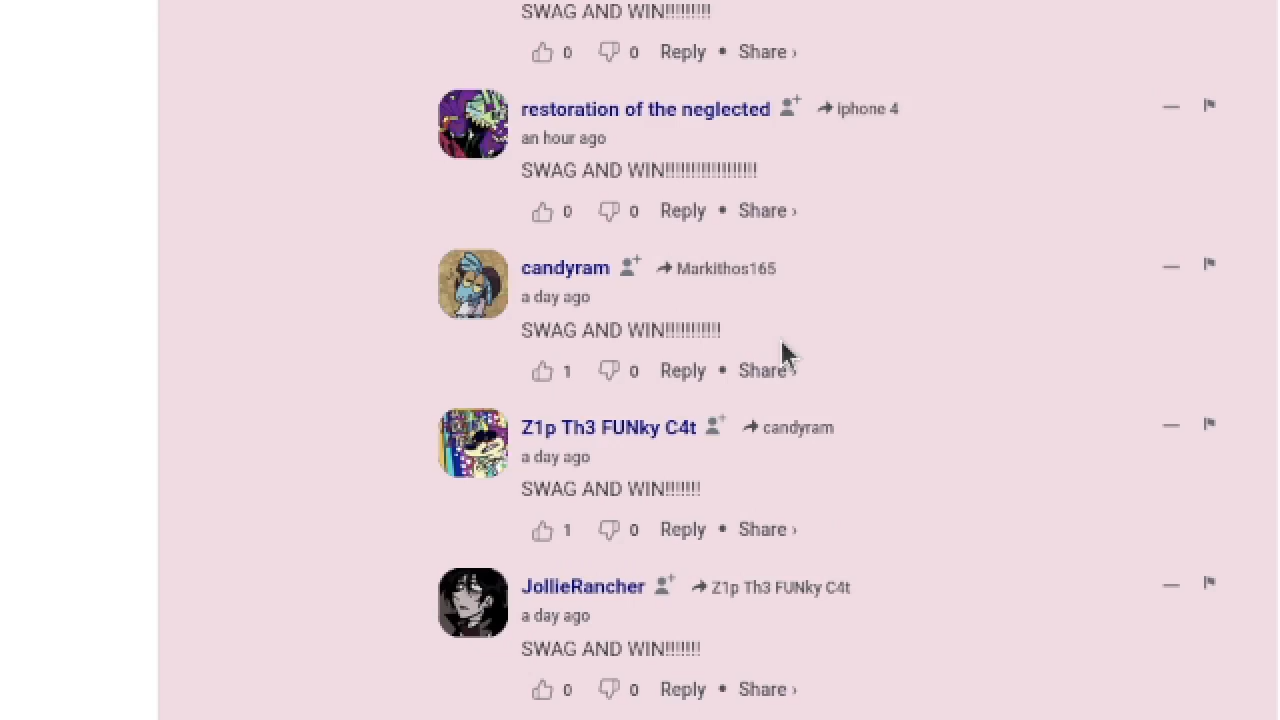 SWAG AND WIN!!!!!!!!!
0 0 Reply • Share ›
restoration of the neglected iphone 4
an hour ago
SWAG AND WIN!!!!!!!!!!!!!!!!!!
0 0 Reply • Share ›
candyram Markithos165
a day ago
SWAG AND WIN!!!!!!!!!!!
1 0 Reply • Share ›
Z1p Th3 FUNky C4t candyram
a day ago
SWAG AND WIN!!!!!!!
1 0 Reply • Share ›
JollieRancher Z1p Th3 FUNky C4t
a day ago
SWAG AND WIN!!!!!!!
0 0 Reply • Share ›